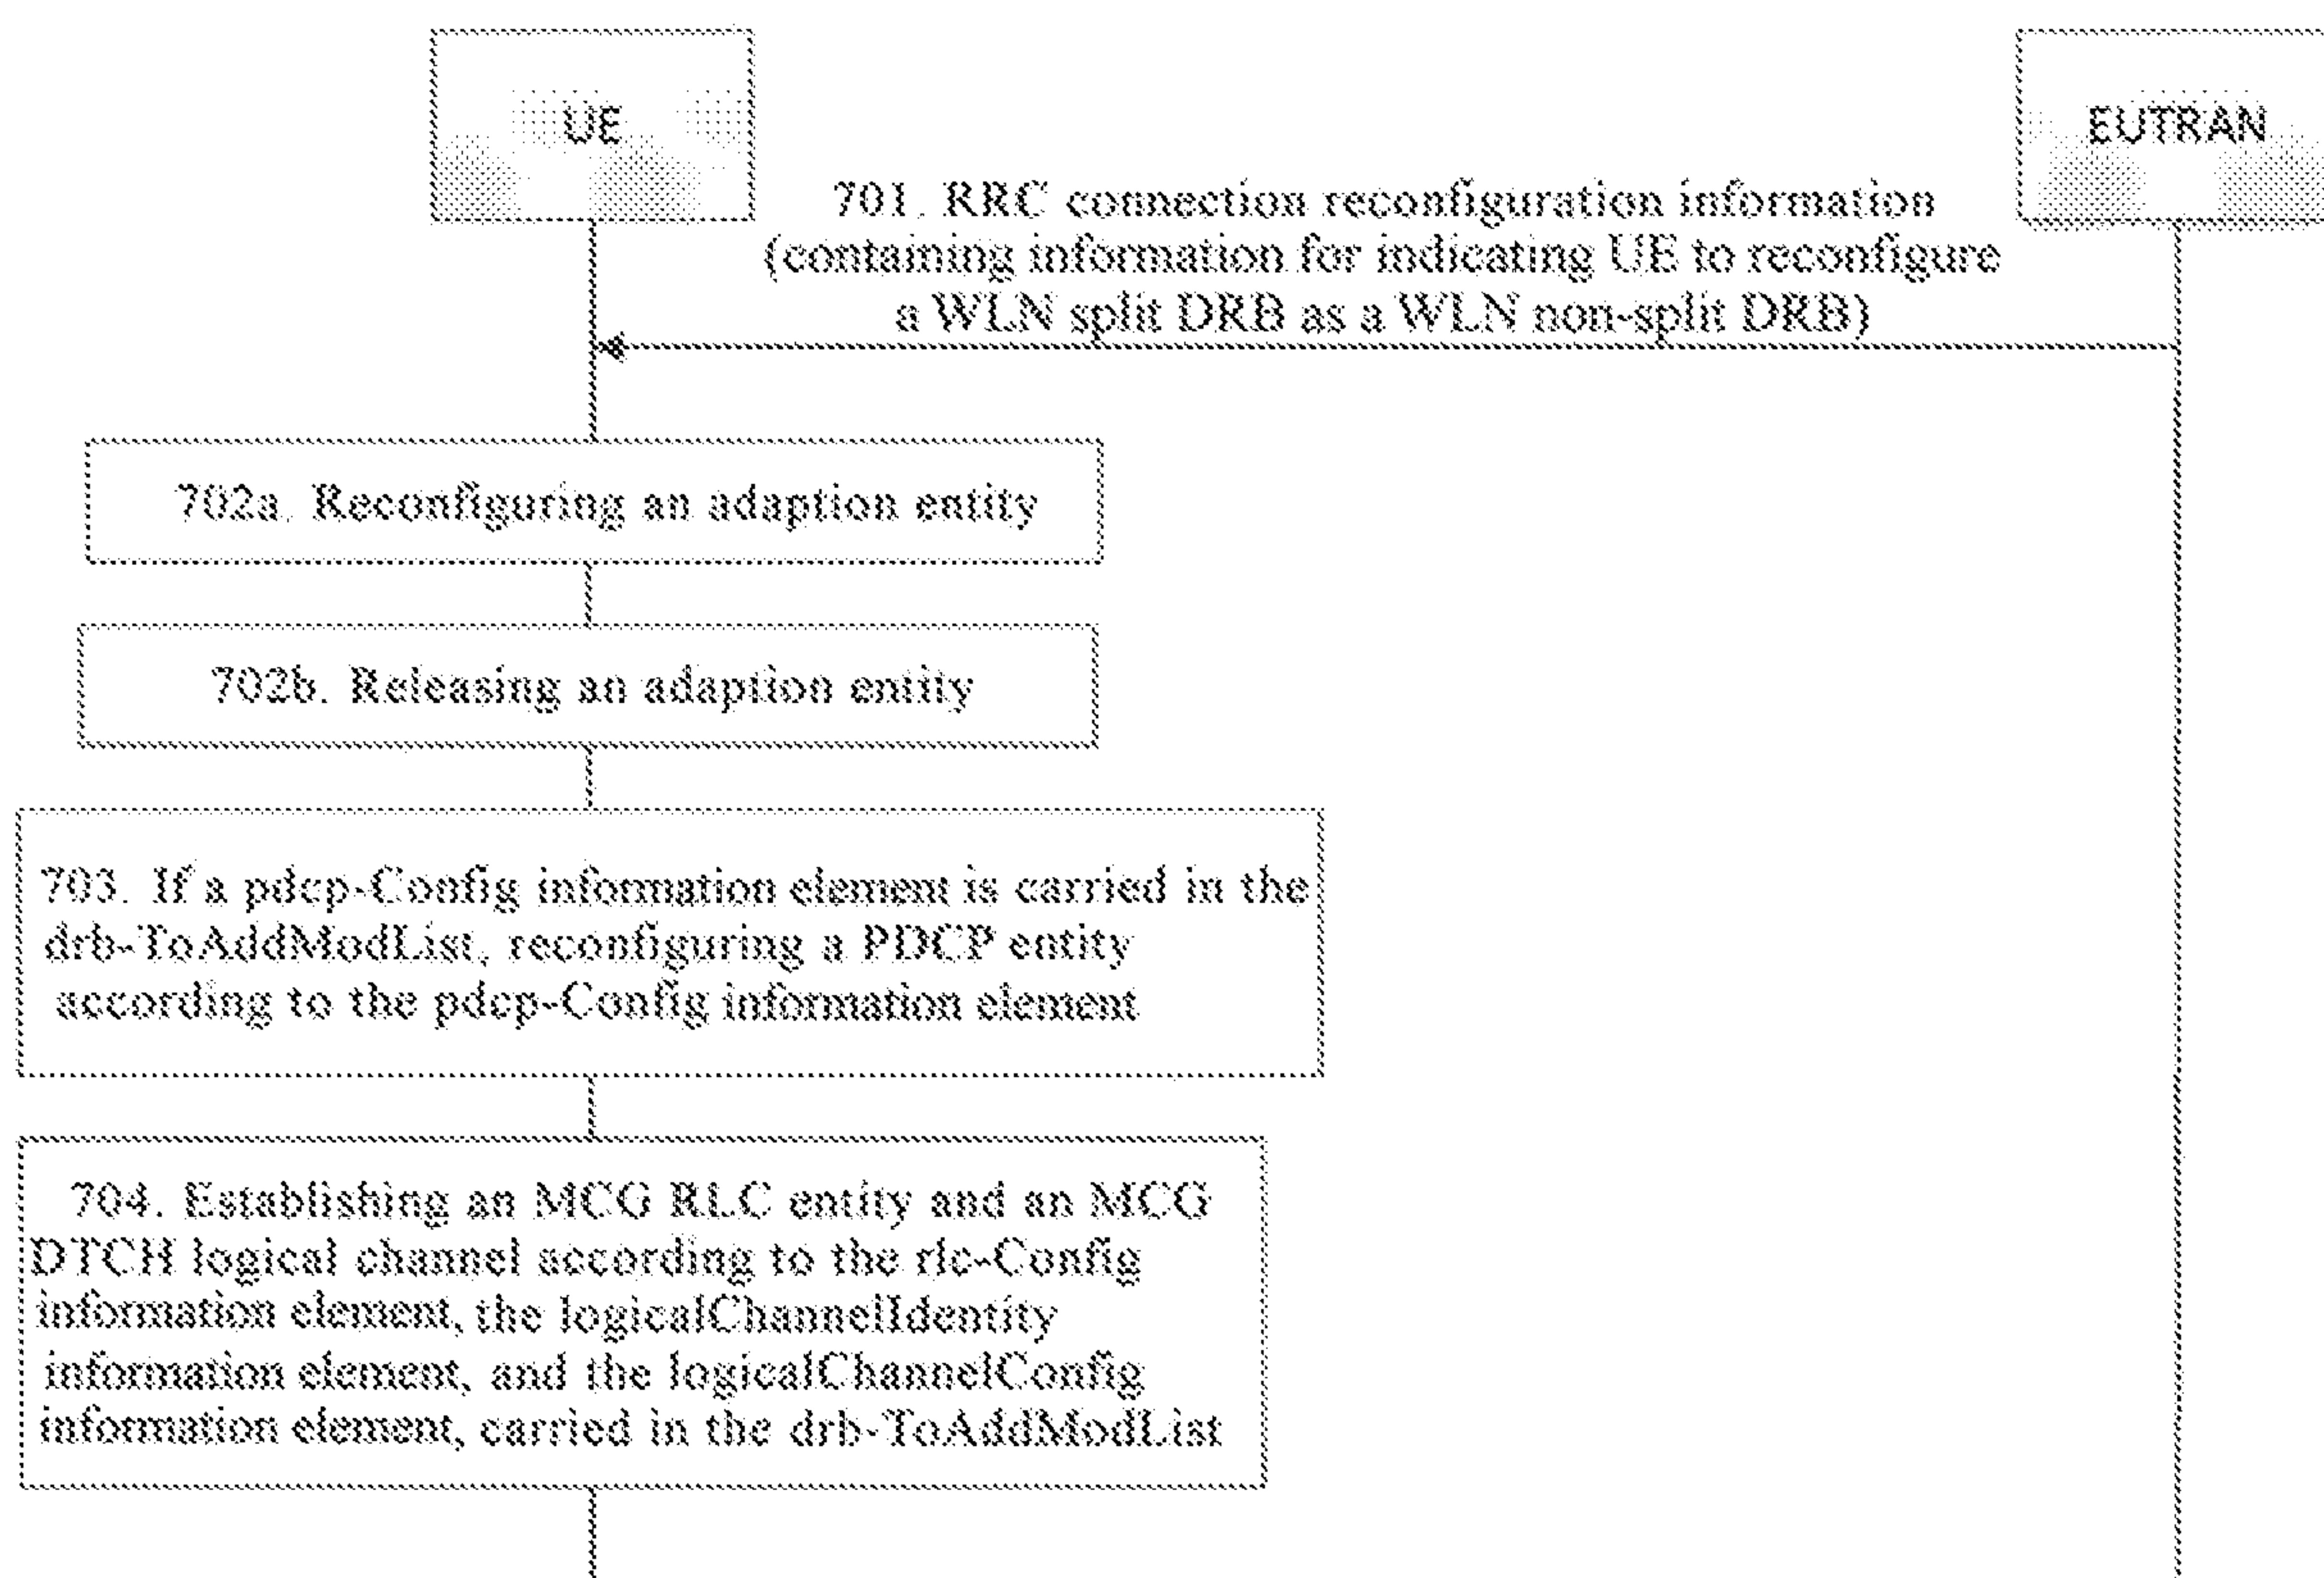 UE
EUTRAN
701. RRC connection reconfiguration information
(containing information for indicating UE to reconfigure
a WLN split DRB as a WLN non-split DRB)
702a. Reconfiguring an adaption entity
702b. Releasing an adaption entity
703. If a pdcp-Config information element is carried in the
drb-ToAddModList, reconfiguring a PDCP entity
according to the pdcp-Config information element
704. Establishing an MCG RLC entity and an MCG
DTCH logical channel according to the rlc-Config
information element, the logicalChannelIdentity
information element, and the logicalChannelConfig
information element, carried in the drb-ToAddModList